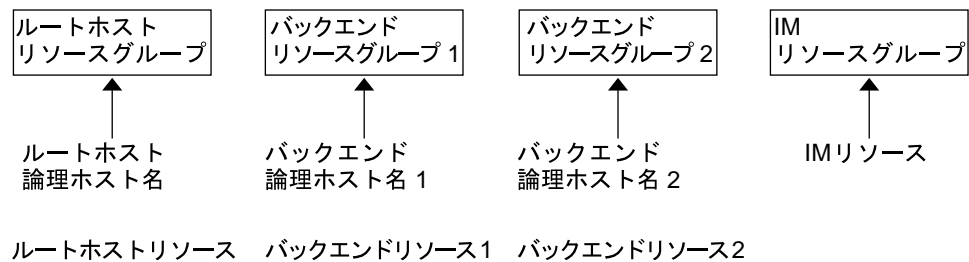 ルートホスト
リソースグループ
バックエンド
リソースグループ 1
バックエンド
リソースグループ 2
IM
リソースグループ
ルートホスト
論理ホスト名
バックエンド
論理ホスト名 1
バックエンド
論理ホスト名 2
IMリソース
ルートホストリソース
バックエンドリソース1
バックエンドリソース2